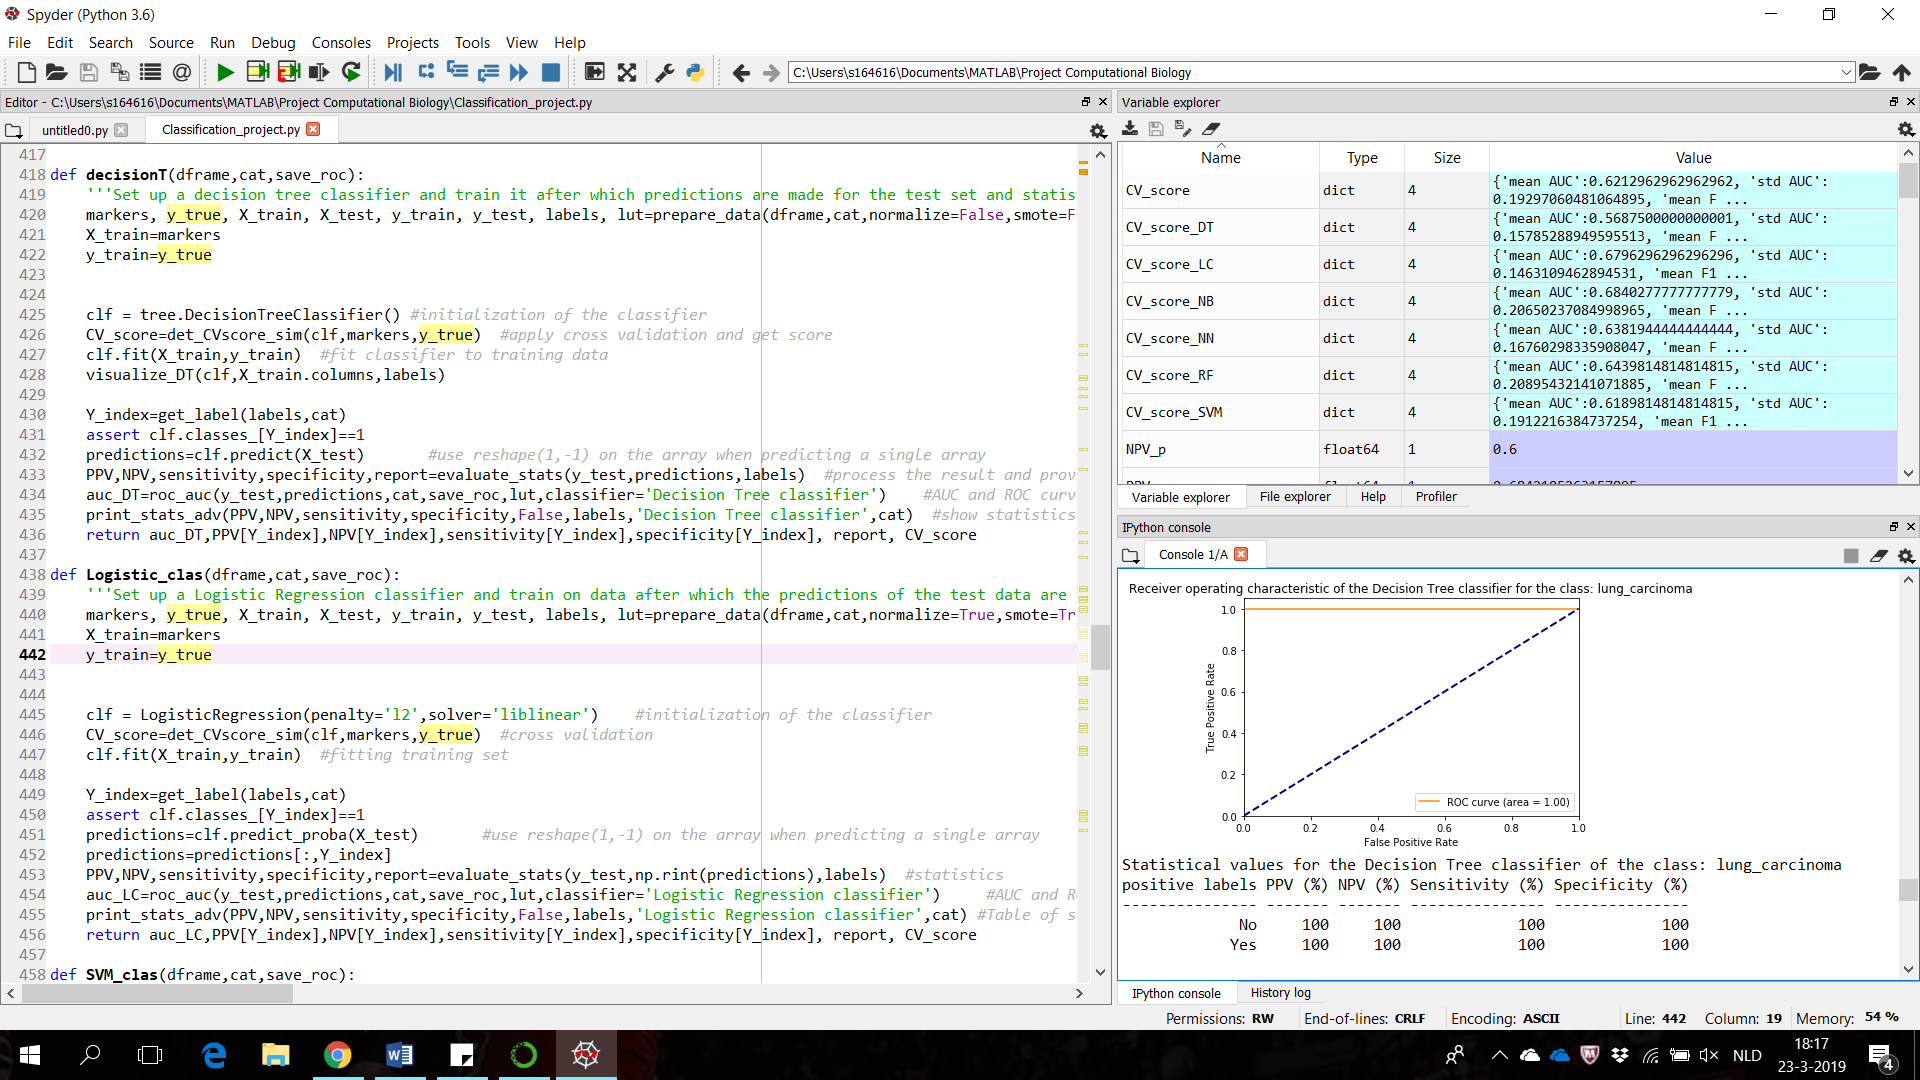 Spyder (Python 3.6)
File Edit Search Source Run Debug Consoles Projects Tools View Help
C:\Users\s164616\Documents\MATLAB\Project Computational Biology
Editor - C:\Users\s164616\Documents\MATLAB\Project Computational Biology\Classification_project.py
untitled0.py Classification_project.py
417
418 def decisionT(dframe,cat,save_roc):
419     '''Set up a decision tree classifier and train it after which predictions are made for the test set and statis
420     markers, y_true, X_train, X_test, y_train, y_test, labels, lut=prepare_data(dframe,cat,normalize=False,smote=F
421     X_train=markers
422     y_train=y_true
423
424
425     clf = tree.DecisionTreeClassifier() #initialization of the classifier
426     CV_score=det_CVscore_sim(clf,markers,y_true)  #apply cross validation and get score
427     clf.fit(X_train,y_train)  #fit classifier to training data
428     visualize_DT(clf,X_train.columns,labels)
429
430     Y_index=get_label(labels,cat)
431     assert clf.classes_[Y_index]==1
432     predictions=clf.predict(X_test)       #use reshape(1,-1) on the array when predicting a single array
433     PPV,NPV,sensitivity,specificity,report=evaluate_stats(y_test,predictions,labels)  #process the result and prov
434     auc_DT=roc_auc(y_test,predictions,cat,save_roc,lut,classifier='Decision Tree classifier')    #AUC and ROC curv
435     print_stats_adv(PPV,NPV,sensitivity,specificity,False,labels,'Decision Tree classifier',cat)  #show statistics
436     return auc_DT,PPV[Y_index],NPV[Y_index],sensitivity[Y_index],specificity[Y_index], report, CV_score
437
438 def Logistic_clas(dframe,cat,save_roc):
439     '''Set up a Logistic Regression classifier and train on data after which the predictions of the test data are
440     markers, y_true, X_train, X_test, y_train, y_test, labels, lut=prepare_data(dframe,cat,normalize=True,smote=Tr
441     X_train=markers
442     y_train=y_true
443
444
445     clf = LogisticRegression(penalty='l2',solver='liblinear')    #initialization of the classifier
446     CV_score=det_CVscore_sim(clf,markers,y_true)  #cross validation
447     clf.fit(X_train,y_train)  #fitting training set
448
449     Y_index=get_label(labels,cat)
450     assert clf.classes_[Y_index]==1
451     predictions=clf.predict_proba(X_test)       #use reshape(1,-1) on the array when predicting a single array
452     predictions=predictions[:,Y_index]
453     PPV,NPV,sensitivity,specificity,report=evaluate_stats(y_test,np.rint(predictions),labels)  #statistics
454     auc_LC=roc_auc(y_test,predictions,cat,save_roc,lut,classifier='Logistic Regression classifier')     #AUC and R
455     print_stats_adv(PPV,NPV,sensitivity,specificity,False,labels,'Logistic Regression classifier',cat) #Table of s
456     return auc_LC,PPV[Y_index],NPV[Y_index],sensitivity[Y_index],specificity[Y_index], report, CV_score
457
458 def SVM_clas(dframe,cat,save_roc):
Variable explorer
Name Type Size Value
CV_score dict 4 {'mean AUC':0.6212962962962962, 'std AUC':
0.19297060481064895, 'mean F ...
CV_score_DT dict 4 {'mean AUC':0.5687500000000001, 'std AUC':
0.15785288949595513, 'mean F ...
CV_score_LC dict 4 {'mean AUC':0.6796296296296296, 'std AUC':
0.1463109462894531, 'mean F1 ...
CV_score_NB dict 4 {'mean AUC':0.6840277777777779, 'std AUC':
0.20650237084998965, 'mean F ...
CV_score_NN dict 4 {'mean AUC':0.6381944444444444, 'std AUC':
0.16760298335908047, 'mean F ...
CV_score_RF dict 4 {'mean AUC':0.6439814814814815, 'std AUC':
0.20895432141071885, 'mean F ...
CV_score_SVM dict 4 {'mean AUC':0.6189814814814815, 'std AUC':
0.1912216384737254, 'mean F1 ...
NPV_p float64 1 0.6
Variable explorer File explorer Help Profiler
IPython console
Console 1/A
Receiver operating characteristic of the Decision Tree classifier for the class: lung_carcinoma
1.0
0.8
0.6
0.4
0.2
0.0
True Positive Rate
ROC curve (area = 1.00)
0.0 0.2 0.4 0.6 0.8 1.0
False Positive Rate
Statistical values for the Decision Tree classifier of the class: lung_carcinoma
positive labels PPV (%) NPV (%) Sensitivity (%) Specificity (%)
--------------- ------- ------- --------------- ---------------
No 100 100 100 100
Yes 100 100 100 100
IPython console History log
Permissions: RW End-of-lines: CRLF Encoding: ASCII Line: 442 Column: 19 Memory: 54 %
NLD
18:17
23-3-2019
4